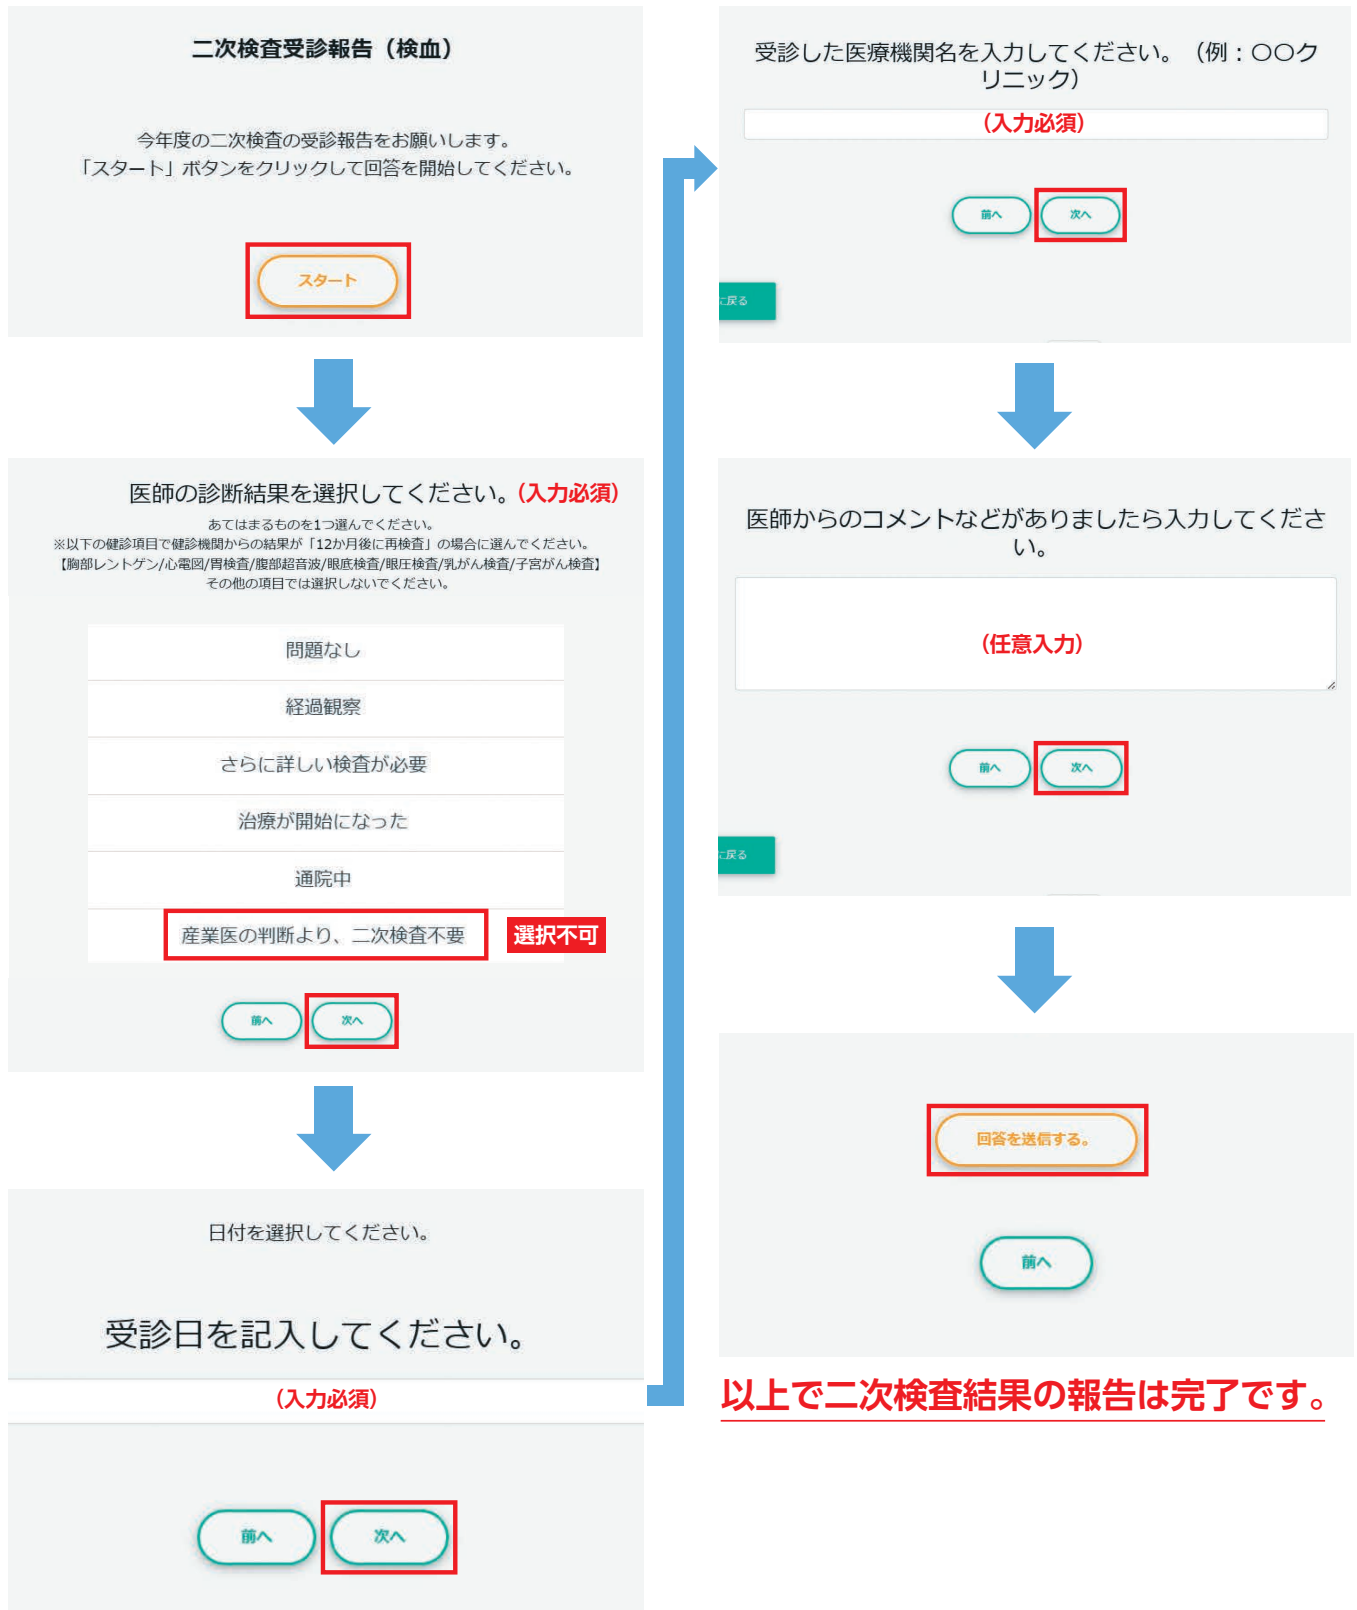 二次検査受診報告（検血）
今年度の二次検査の受診報告をお願いします。
「スタート」ボタンをクリックして回答を開始してください。
スタート
医師の診断結果を選択してください。（入力必須）
あてはまるものを1つ選んでください。
※以下の健診項目で健診機関からの結果が「12か月後に再検査」の場合に選んでください。
【胸部レントゲン/心電図/胃検査/腹部超音波/眼底検査/眼圧検査/乳がん検査/子宮がん検査】
その他の項目では選択しないでください。
問題なし
経過観察
さらに詳しい検査が必要
治療が開始になった
通院中
産業医の判断より、二次検査不要 選択不可
前へ 次へ
日付を選択してください。
受診日を記入してください。
（入力必須）
前へ 次へ
受診した医療機関名を入力してください。（例：〇〇ク
リニック）
（入力必須）
前へ 次へ
に戻る
医師からのコメントなどがありましたら入力してくださ
い。
（任意入力）
前へ 次へ
に戻る
回答を送信する。
前へ
以上で二次検査結果の報告は完了です。